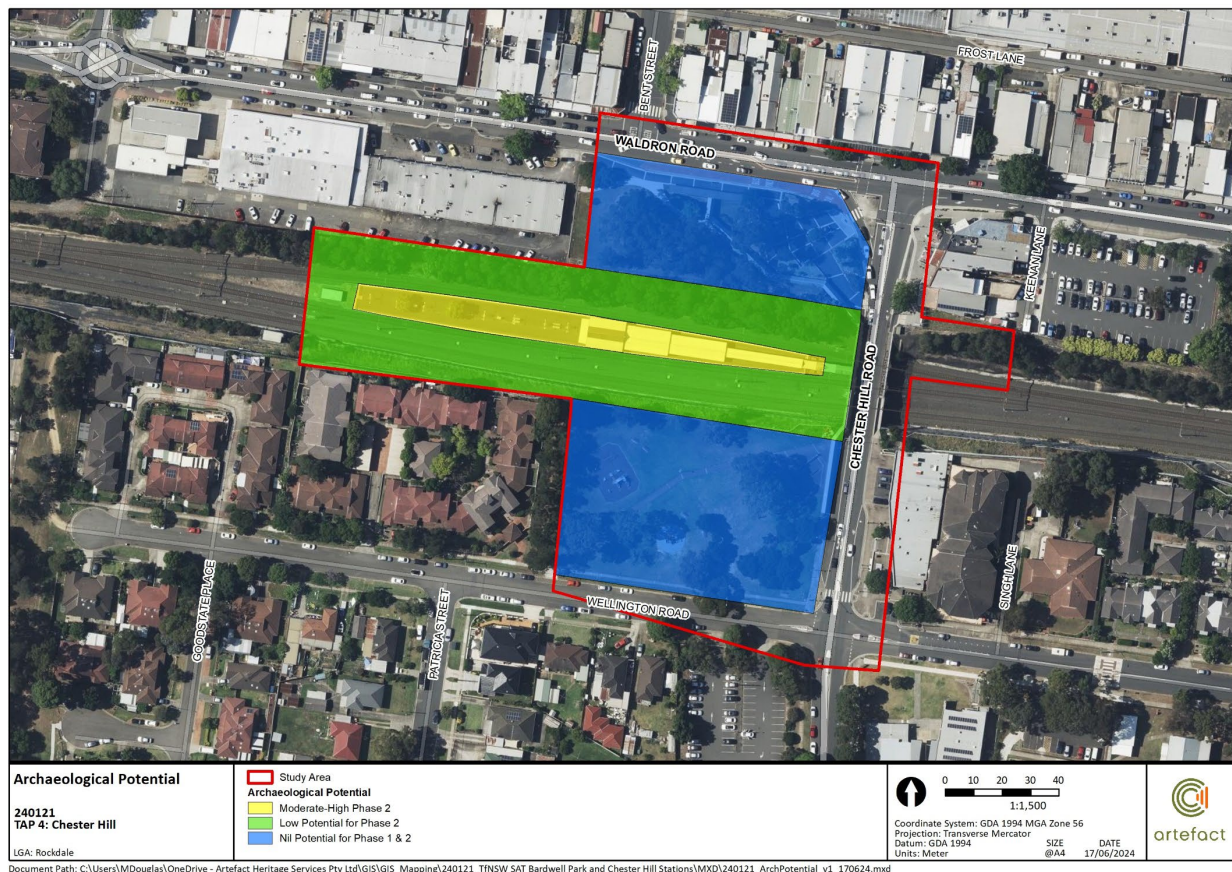 FROST LANE
BENT STREET
WALDRON ROAD
KEENAN LANE
CHESTER HILL ROAD
SINGH LANE
GOODSTATE PLACE
PATRICIA STREET
WELLINGTON ROAD
Archaeological Potential
240121
TAP 4: Chester Hill
LGA: Rockdale
Study Area
Archaeological Potential
Moderate-High Phase 2
Low Potential for Phase 2
Nil Potential for Phase 1 & 2
0 10 20 30 40
1:1,500
Coordinate System: GDA 1994 MGA Zone 56
Projection: Transverse Mercator
Datum: GDA 1994 SIZE DATE
Units: Meter @A4 17/06/2024
artefact
Document Path: C:\Users\MDouglas\OneDrive - Artefact Heritage Services Pty Ltd\GIS\GIS_Mapping\240121_TfNSW SAT Bardwell Park and Chester Hill Stations\MXD\240121_ArchPotential_v1_170624.mxd